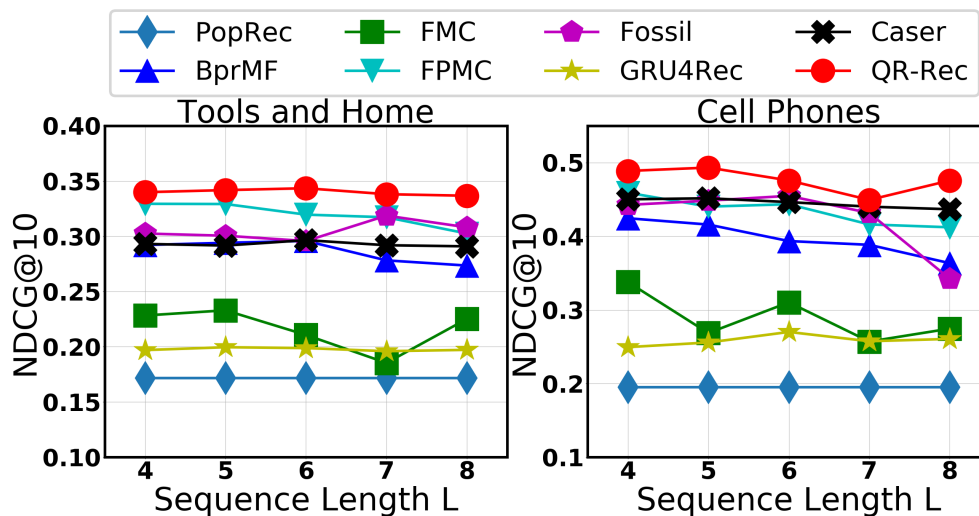 PopRec FMC Fossil Caser
BprMF FPMC GRU4Rec QR-Rec
Tools and Home
NDCG@10
0.40
0.35
0.30
0.25
0.20
0.15
0.10
4 5 6 7 8
Sequence Length L
Cell Phones
NDCG@10
0.5
0.4
0.3
0.2
0.1
4 5 6 7 8
Sequence Length L